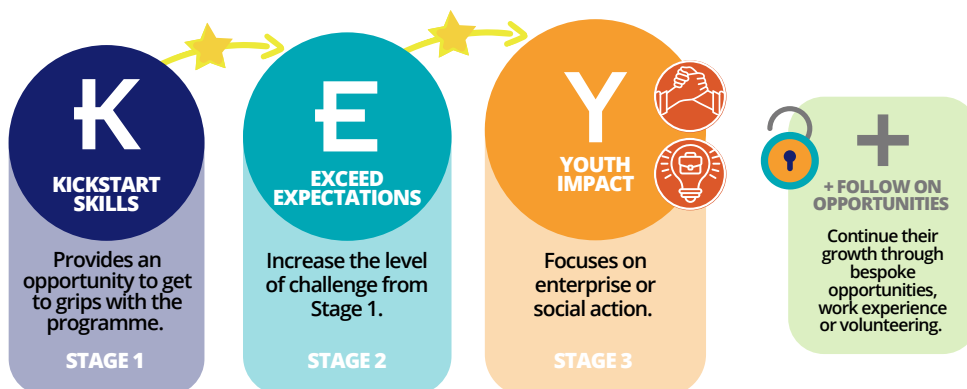 K
KICKSTART
SKILLS
Provides an
opportunity to get
to grips with the
programme.
STAGE 1
E
EXCEED
EXPECTATIONS
Increase the level
of challenge from
Stage 1.
STAGE 2
Y
YOUTH
IMPACT
Focuses on
enterprise or
social action.
STAGE 3
+
+ FOLLOW ON
OPPORTUNITIES
Continue their
growth through
bespoke
opportunities,
work experience
or volunteering.